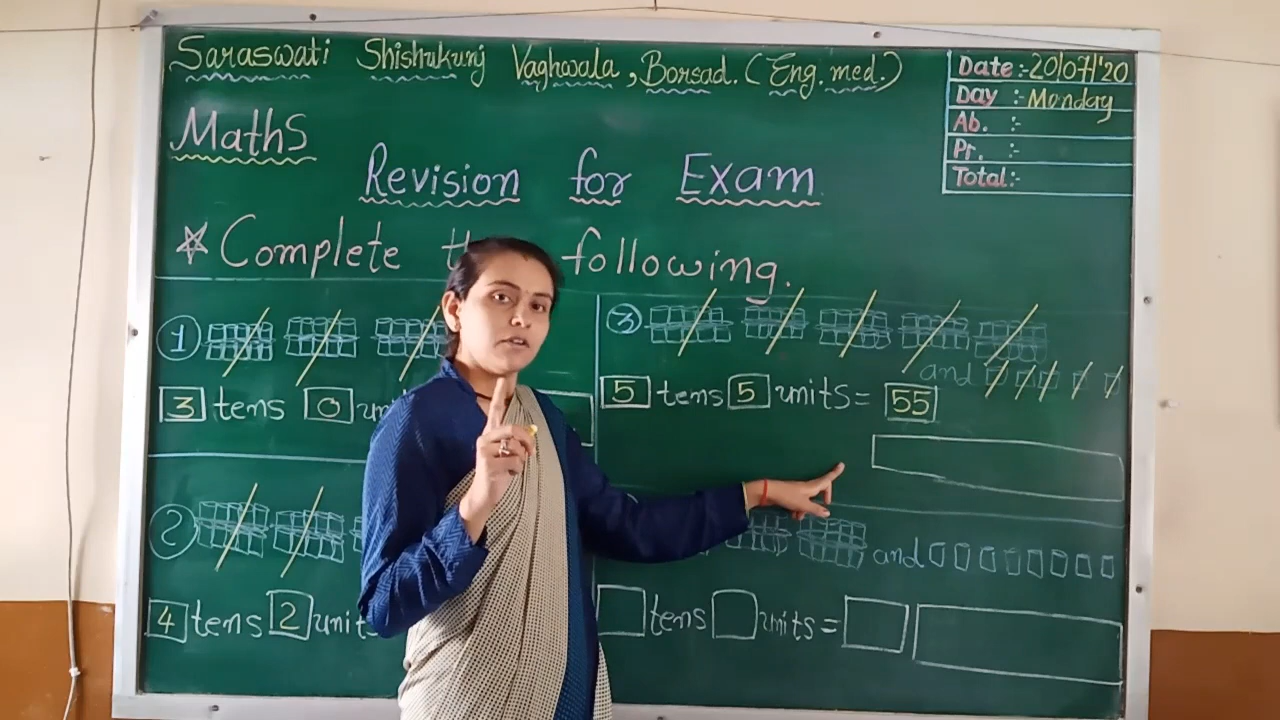 Saraswati Shishukunj Vaghwala, Borsad. (Eng. med.)
Date :- 20/07/'20
Day :- Monday
Ab. :-
Pr. :-
Total:-
Maths
Revision for Exam
☆ Complete following.
1
3 tens 0
2
4 tens 2 units
3
and
5 tens 5 units = 55
and
tens units =